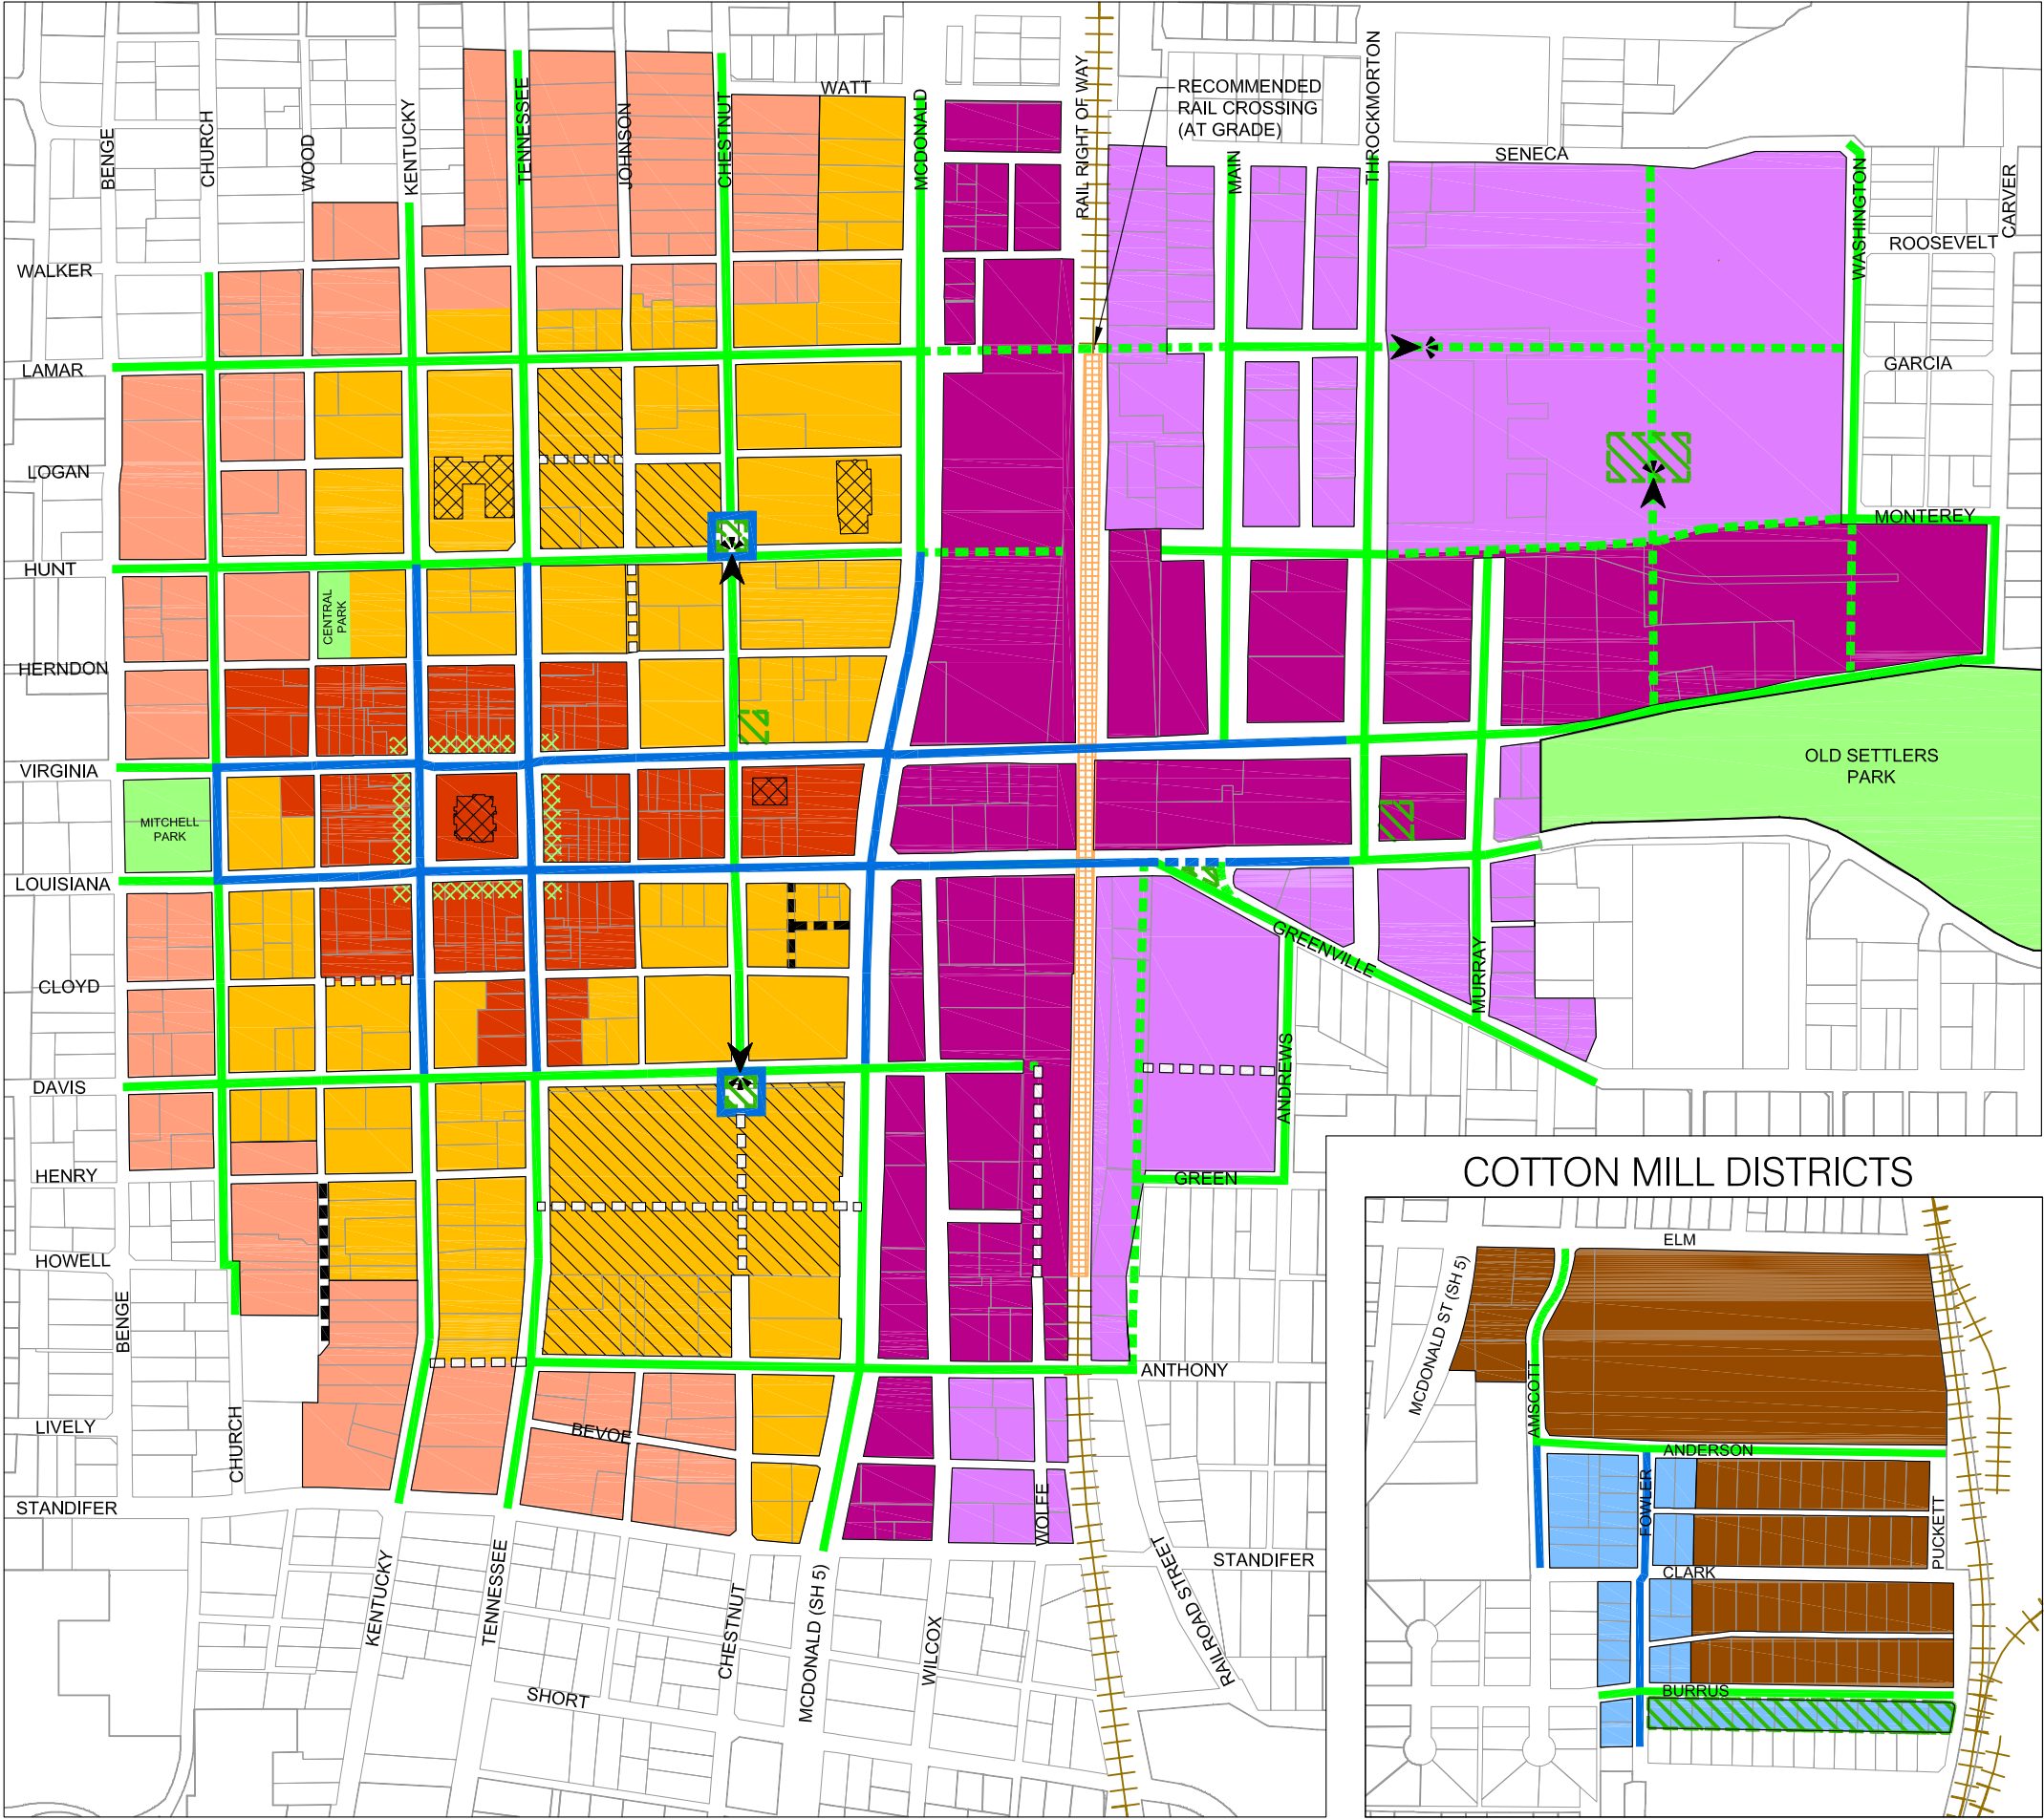 WATT
RECOMMENDED
RAIL CROSSING
(AT GRADE)
RAIL RIGHT OF WAY
BENGE
CHURCH
WOOD
KENTUCKY
TENNESSEE
JOHNSON
CHESTNUT
MCDONALD
MAIN
THROCKMORTON
SENECA
WASHINGTON
CARVER
ROOSEVELT
WALKER
GARCIA
LAMAR
LOGAN
MONTEREY
HUNT
CENTRAL
PARK
HERNDON
VIRGINIA
OLD SETTLERS
PARK
MITCHELL
PARK
LOUISIANA
GREENVILLE
MURRAY
CLOYD
ANDREWS
DAVIS
HENRY
GREEN
HOWELL
BENGE
ANTHONY
CHURCH
LIVELY
BEVOE
STANDIFER
WOLFE
STANDIFER
KENTUCKY
TENNESSEE
CHESTNUT
MCDONALD (SH 5)
WILCOX
RAILROAD STREET
SHORT
COTTON MILL DISTRICTS
ELM
MCDONALD ST (SH 5)
AMSCOTT
ANDERSON
FOWLER
PUCKETT
CLARK
BURRUS